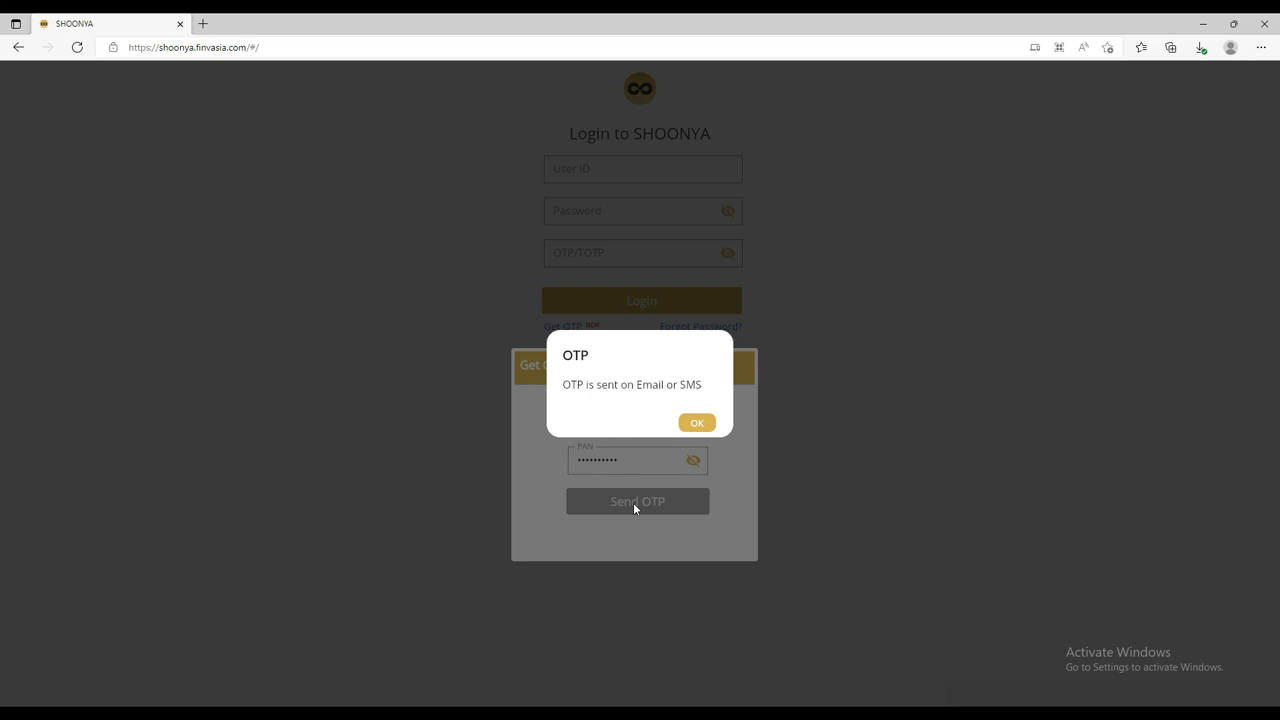 SHOONYA
https://shoonya.finvasia.com/#/
Login to SHOONYA
User ID
Password
OTP/TOTP
Login
Get OTP NEW
Forgot Password?
Get
OTP
OTP is sent on Email or SMS
OK
PAN
••••••••••
Send OTP
Activate Windows
Go to Settings to activate Windows.